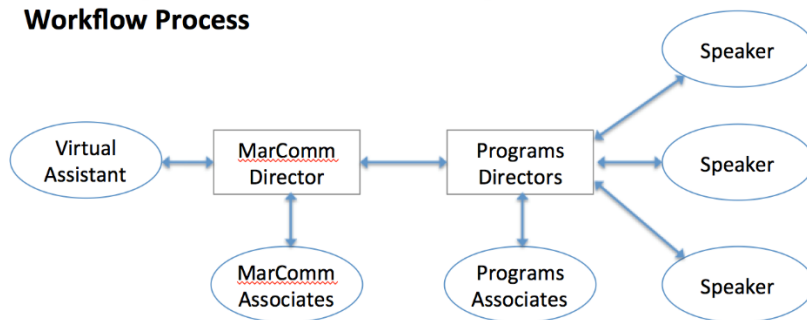 Workflow Process
Speaker
Virtual
Assistant
MarComm
Director
Programs
Directors
Speaker
MarComm
Associates
Programs
Associates
Speaker